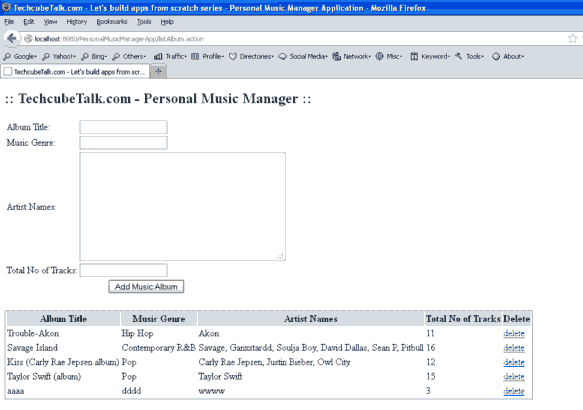 TechcubeTalk.com - Let's build apps from scratch series - Personal Music Manager Application - Mozilla Firefox
File Edit View History Bookmarks Tools Help
localhost:8080/PersonalMusicManagerApp/listAlbum.action
Google Yahoo! Bing Others Traffic Profile Directories Social Media Network Misc Keyword Tools About
TechcubeTalk.com - Let's build apps from scr... +
:: TechcubeTalk.com - Personal Music Manager ::
Album Title:
Music Genre:
Artist Names:
Total No of Tracks:
Add Music Album
Album Title Music Genre Artist Names Total No of Tracks Delete
Trouble-Akon Hip Hop Akon 11 delete
Savage Island Contemporary R&B Savage, Ganxstardd, Soulja Boy, David Dallas, Sean P, Pitbull 16 delete
Kiss (Carly Rae Jepsen album) Pop Carly Rae Jepsen, Justin Bieber, Owl City 12 delete
Taylor Swift (album) Pop Taylor Swift 15 delete
aaaa dddd wwww 3 delete